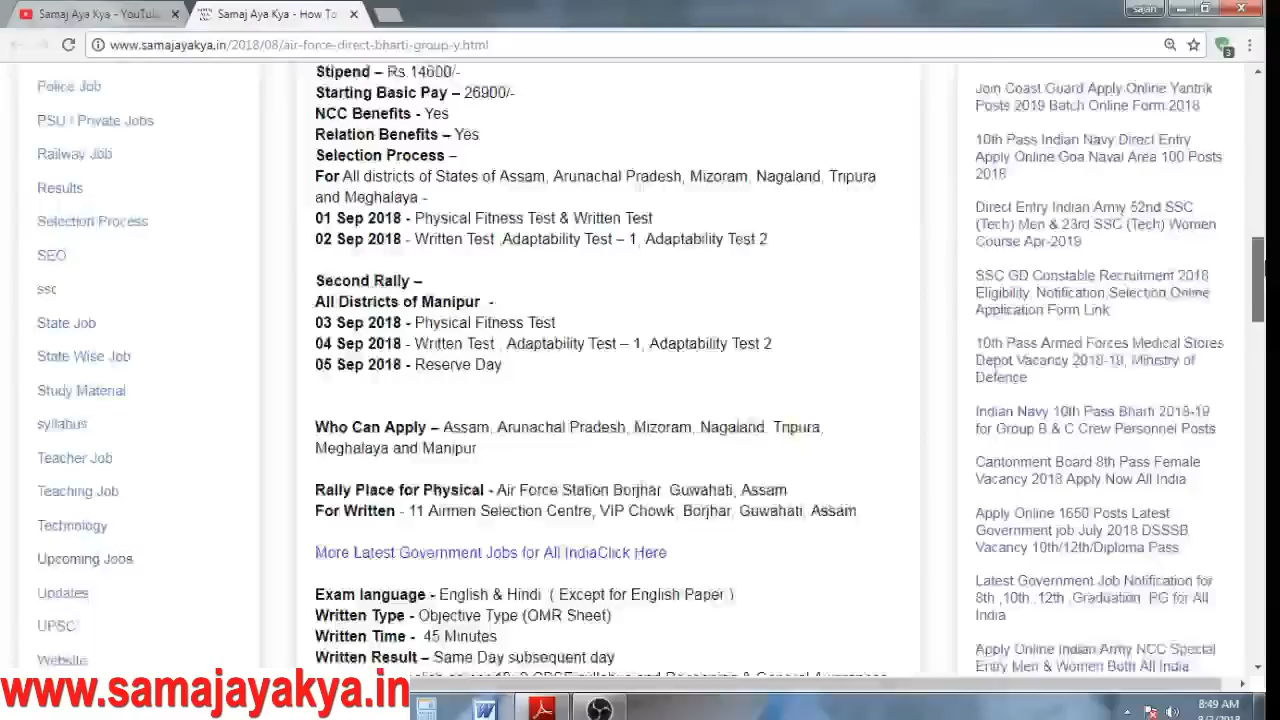 Samaj Aya Kya - YouTube
Samaj Aya Kya - How To
sajan
www.samajayakya.in/2018/08/air-force-direct-bharti-group-y.html
3
Police Job
PSU / Private Jobs
Railway Job
Results
Selection Process
SEO
ssc
State Job
State Wise Job
Study Material
syllabus
Teacher Job
Teaching Job
Technology
Upcoming Jobs
Updates
UPSC
Website
Stipend – Rs.14600/-
Starting Basic Pay – 26900/-
NCC Benefits - Yes
Relation Benefits – Yes
Selection Process –
For All districts of States of Assam, Arunachal Pradesh, Mizoram, Nagaland, Tripura
and Meghalaya -
01 Sep 2018 - Physical Fitness Test & Written Test
02 Sep 2018 - Written Test ,Adaptability Test – 1, Adaptability Test 2
Second Rally –
All Districts of Manipur -
03 Sep 2018 - Physical Fitness Test
04 Sep 2018 - Written Test , Adaptability Test – 1, Adaptability Test 2
05 Sep 2018 - Reserve Day
Who Can Apply – Assam, Arunachal Pradesh, Mizoram, Nagaland, Tripura,
Meghalaya and Manipur
Rally Place for Physical - Air Force Station Borjhar, Guwahati, Assam
For Written - 11 Airmen Selection Centre, VIP Chowk, Borjhar, Guwahati, Assam
More Latest Government Jobs for All IndiaClick Here
Exam language - English & Hindi ( Except for English Paper )
Written Type - Objective Type (OMR Sheet)
Written Time - 45 Minutes
Written Result – Same Day subsequent day
Join Coast Guard Apply Online Yantrik
Posts 2019 Batch Online Form 2018
10th Pass Indian Navy Direct Entry
Apply Online Goa Naval Area 100 Posts
2018
Direct Entry Indian Army 52nd SSC
(Tech) Men & 23rd SSC (Tech) Women
Course Apr-2019
SSC GD Constable Recruitment 2018
Eligibility, Notification,Selection,Online
Application Form Link
10th Pass Armed Forces Medical Stores
Depot Vacancy 2018-19, Ministry of
Defence
Indian Navy 10th Pass Bharti 2018-19
for Group B & C Crew Personnel Posts
Cantonment Board 8th Pass Female
Vacancy 2018 Apply Now All India
Apply Online 1650 Posts Latest
Government job July 2018 DSSSB
Vacancy 10th/12th/Diploma Pass
Latest Government Job Notification for
8th ,10th ,12th ,Graduation ,PG for All
India
Apply Online Indian Army NCC Special
Entry Men & Women Both All India
www.samajayakya.in
8:49 AM